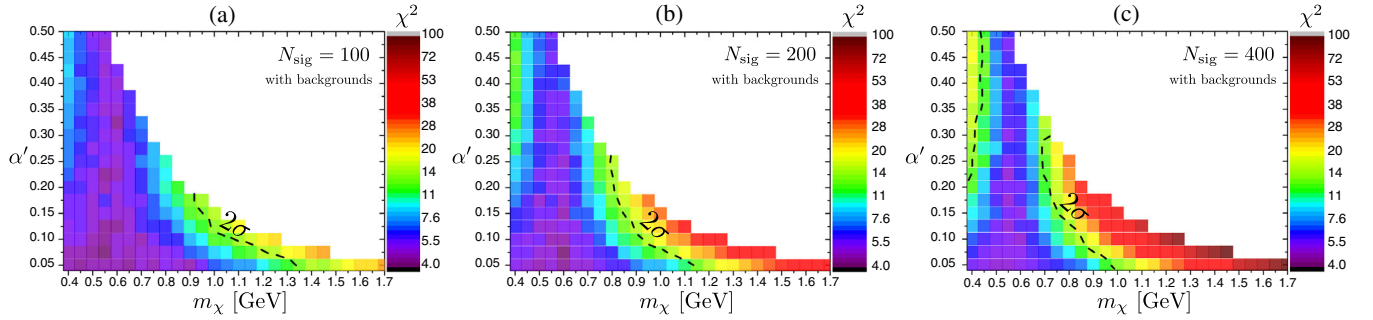 (a)
χ²
N_sig = 100
with backgrounds
α′
0.50
0.45
0.40
0.35
0.30
0.25
0.20
0.15
0.10
0.05
2σ
0.4 0.5 0.6 0.7 0.8 0.9 1.0 1.1 1.2 1.3 1.4 1.5 1.6 1.7
m_χ [GeV]
100
72
53
38
28
20
14
11
7.6
5.5
4.0
(b)
χ²
N_sig = 200
with backgrounds
α′
0.50
0.45
0.40
0.35
0.30
0.25
0.20
0.15
0.10
0.05
2σ
0.4 0.5 0.6 0.7 0.8 0.9 1.0 1.1 1.2 1.3 1.4 1.5 1.6 1.7
m_χ [GeV]
100
72
53
38
28
20
14
11
7.6
5.5
4.0
(c)
χ²
N_sig = 400
with backgrounds
α′
0.50
0.45
0.40
0.35
0.30
0.25
0.20
0.15
0.10
0.05
2σ
0.4 0.5 0.6 0.7 0.8 0.9 1.0 1.1 1.2 1.3 1.4 1.5 1.6 1.7
m_χ [GeV]
100
72
53
38
28
20
14
11
7.6
5.5
4.0